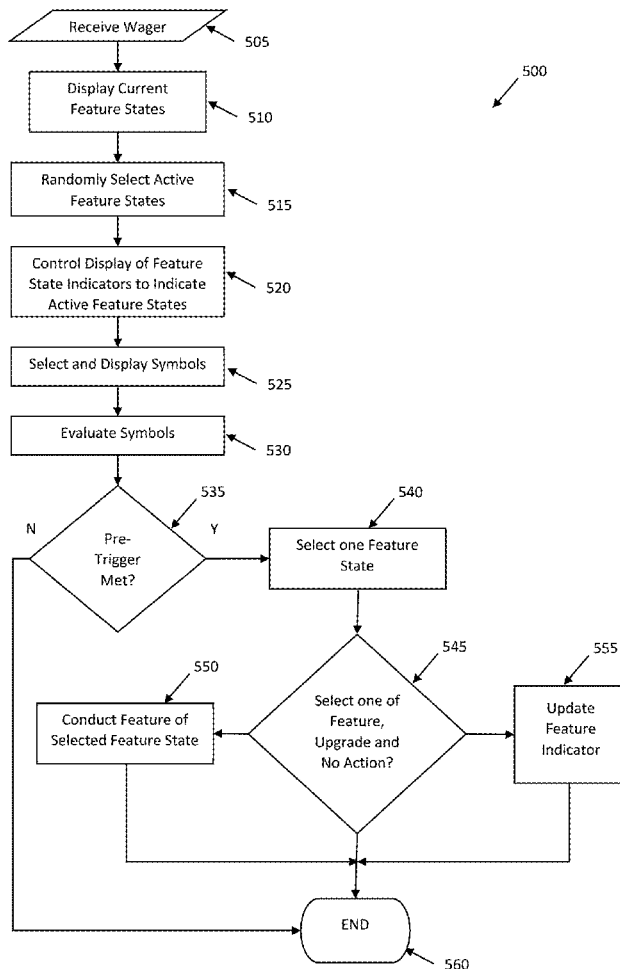 Receive Wager
505
500
Display Current
Feature States
510
Randomly Select Active
Feature States
515
Control Display of Feature
State Indicators to Indicate
Active Feature States
520
Select and Display Symbols
525
Evaluate Symbols
530
535
N
Y
Pre-
Trigger
Met?
540
Select one Feature
State
545
Select one of
Feature,
Upgrade and
No Action?
550
Conduct Feature of
Selected Feature State
555
Update
Feature
Indicator
END
560